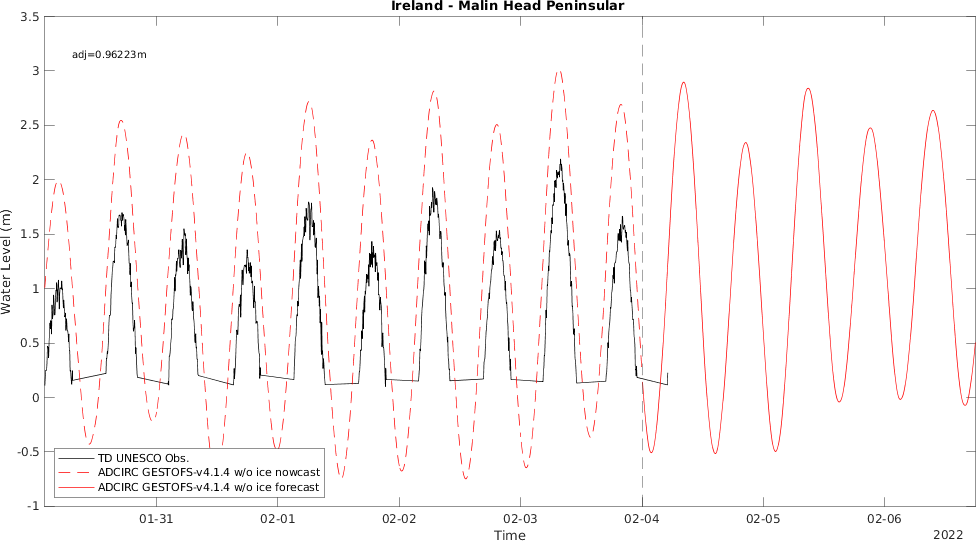 Ireland - Malin Head Peninsular
adj=0.96223m
3.5
3
2.5
2
1.5
1
0.5
0
-0.5
-1
Water Level (m)
TD UNESCO Obs.
ADCIRC GESTOFS-v4.1.4 w/o ice nowcast
ADCIRC GESTOFS-v4.1.4 w/o ice forecast
01-31 02-01 02-02 02-03 02-04 02-05 02-06
Time
2022